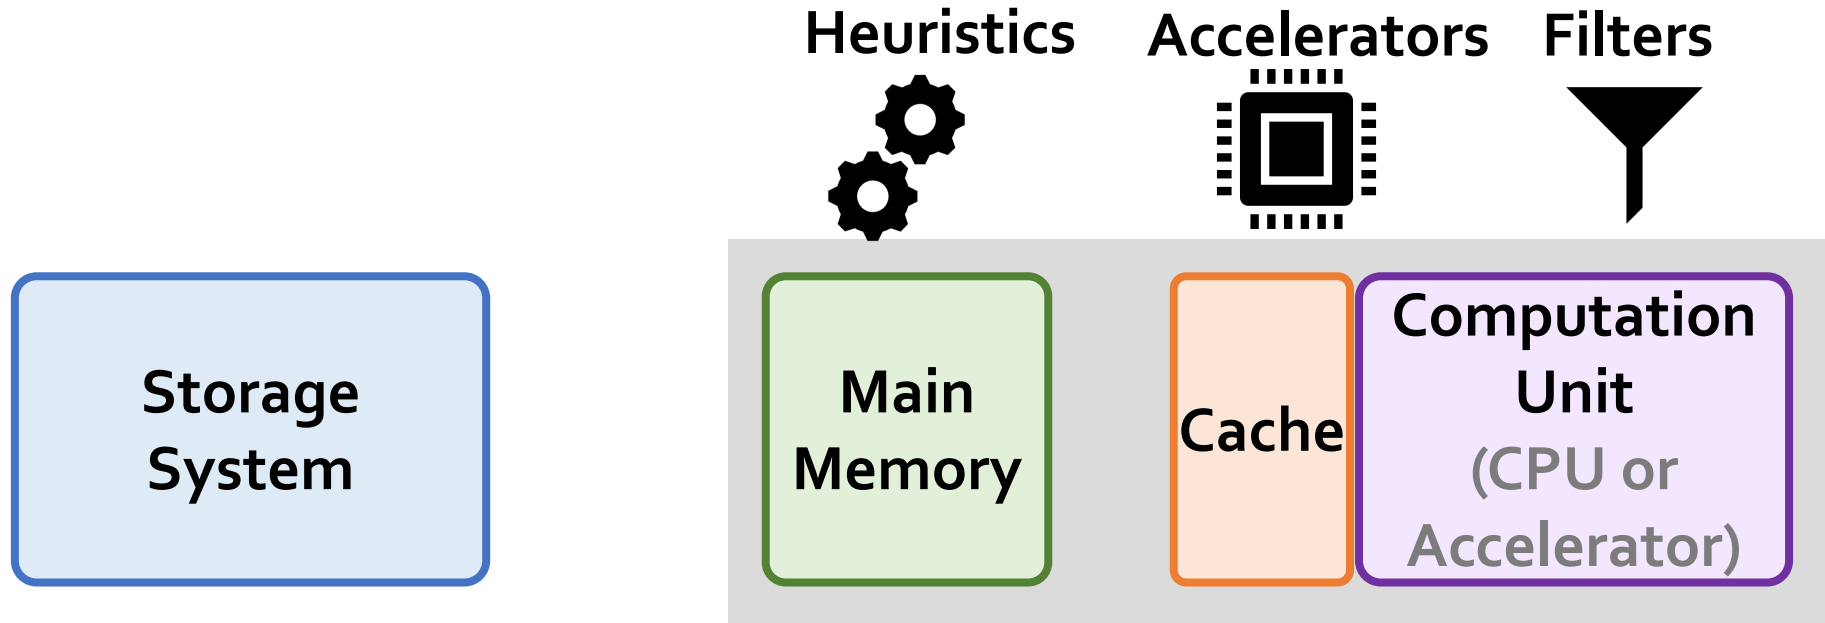 Heuristics
Accelerators
Filters
Storage
System
Main
Memory
Cache
Computation
Unit
(CPU or
Accelerator)